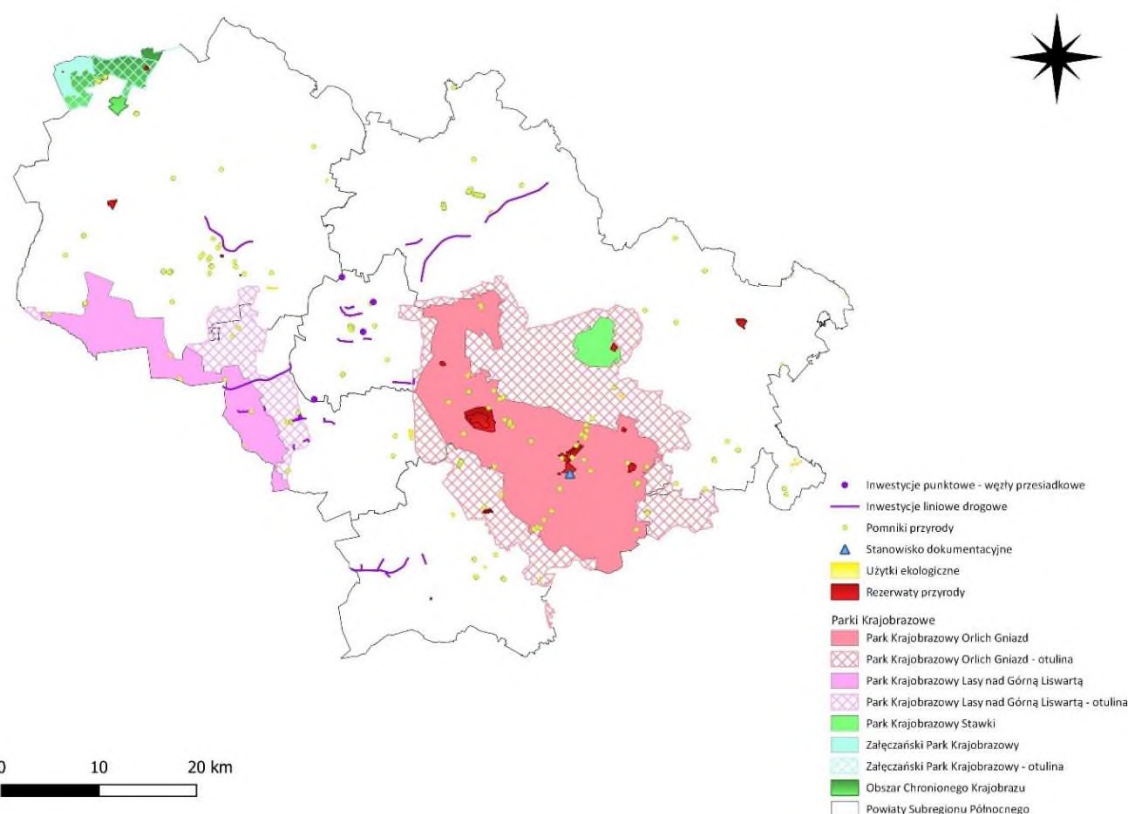 Inwestycje punktowe - węzły przesiadkowe
Inwestycje liniowe drogowe
Pomniki przyrody
Stanowisko dokumentacyjne
Użytki ekologiczne
Rezerwaty przyrody
Parki Krajobrazowe
Park Krajobrazowy Orlich Gniazd
Park Krajobrazowy Orlich Gniazd - otulina
Park Krajobrazowy Lasy nad Górną Liswartą
Park Krajobrazowy Lasy nad Górną Liswartą - otulina
Park Krajobrazowy Stawki
Załęczański Park Krajobrazowy
Załęczański Park Krajobrazowy - otulina
Obszar Chronionego Krajobrazu
Powiaty Subregionu Północnego
0 10 20 km